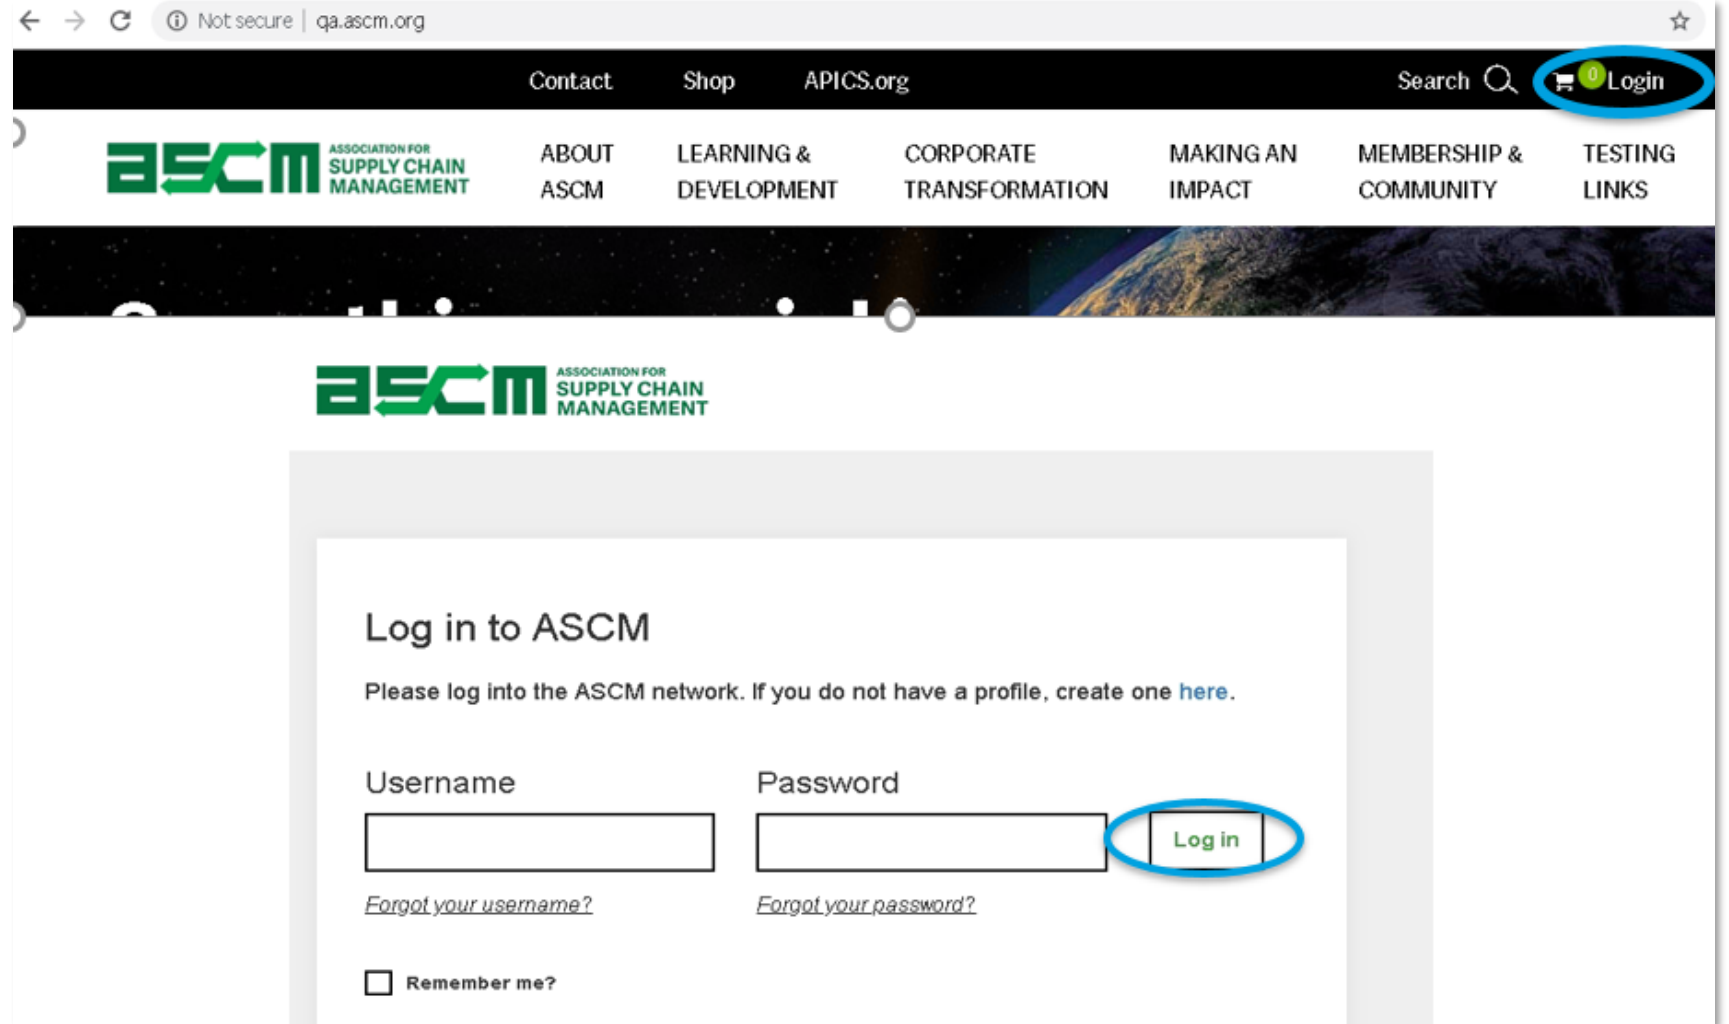 Not secure | qa.ascm.org
Contact Shop APICS.org Search 0 Login
ascm ASSOCIATION FOR SUPPLY CHAIN MANAGEMENT
ABOUT ASCM
LEARNING & DEVELOPMENT
CORPORATE TRANSFORMATION
MAKING AN IMPACT
MEMBERSHIP & COMMUNITY
TESTING LINKS
ascm ASSOCIATION FOR SUPPLY CHAIN MANAGEMENT
Log in to ASCM
Please log into the ASCM network. If you do not have a profile, create one here.
Username Password
Log in
Forgot your username? Forgot your password?
Remember me?